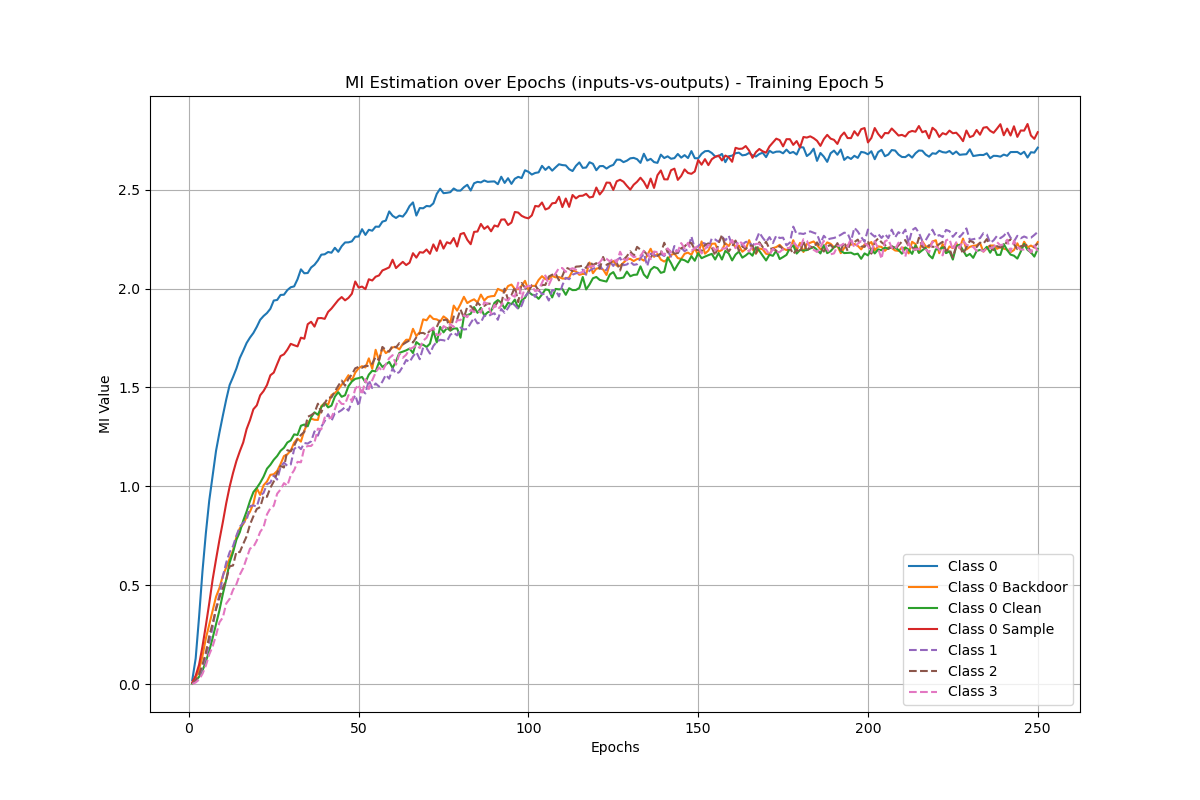 MI Estimation over Epochs (inputs-vs-outputs) - Training Epoch 5
MI Value
2.5
2.0
1.5
1.0
0.5
0.0
0 50 100 150 200 250
Epochs
Class 0
Class 0 Backdoor
Class 0 Clean
Class 0 Sample
Class 1
Class 2
Class 3